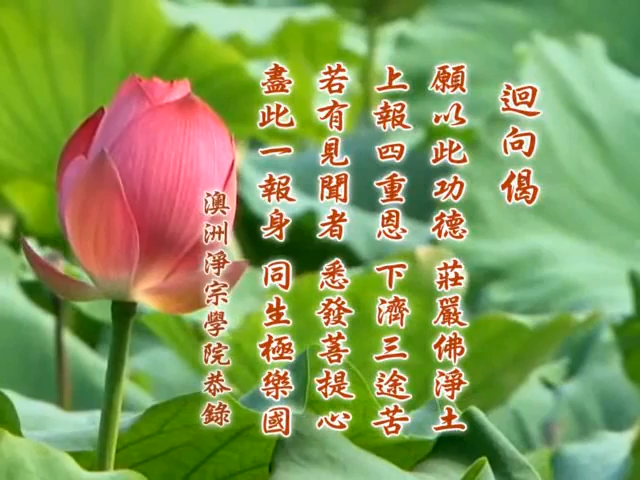 迴向偈
願以此功德 莊嚴佛淨土
上報四重恩 下濟三途苦
若有見聞者 悉發菩提心
盡此一報身 同生極樂國
澳洲淨宗學院恭錄